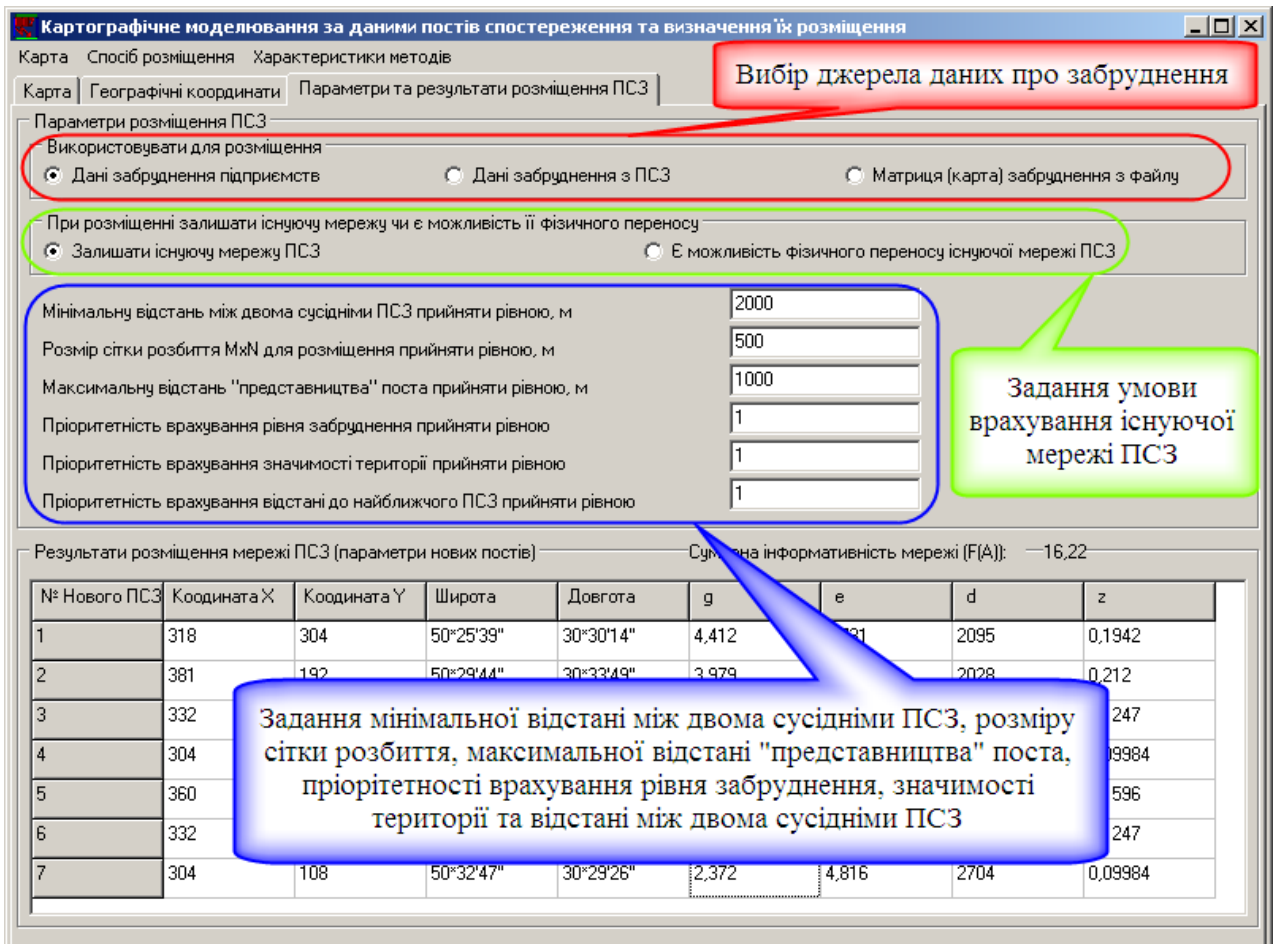 Картографічне моделювання за даними постів спостереження та визначення їх розміщення
Карта Спосіб розміщення Характеристики методів
Вибір джерела даних про забруднення
Карта Географічні координати Параметри та результати розміщення ПСЗ
Параметри розміщення ПСЗ
Використовувати для розміщення
Дані забруднення підприємств Дані забруднення з ПСЗ Матриця (карта) забруднення з файлу
При розміщенні залишати існуючу мережу чи є можливість її фізичного переносу
Залишати існуючу мережу ПСЗ Є можливість фізичного переносу існуючої мережі ПСЗ
Мінімальну відстань між двома сусідніми ПСЗ прийняти рівною, м 2000
Розмір сітки розбиття MxN для розміщення прийняти рівною, м 500
Максимальну відстань "представництва" поста прийняти рівною, м 1000
Пріоритетність врахування рівня забруднення прийняти рівною 1
Пріоритетність врахування значимості території прийняти рівною 1
Пріоритетність врахування відстані до найближчого ПСЗ прийняти рівною 1
Задання умови
врахування існуючої
мережі ПСЗ
Результати розміщення мережі ПСЗ (параметри нових постів) інформативність мережі (F(A)): 16,22
№ Нового ПСЗ Коодината X Коодината Y Широта Довгота g e d z
1 318 304 50*25'39" 30*30'14" 4,412 2095 0,1942
2 381 192 50*29'44" 30*33'49" 3,979 2028 0,212
3 332 247
4 304 09984
5 360 596
6 332 247
7 304 108 50*32'47" 30*29'26" 2,372 4,816 2704 0,09984
Задання мінімальної відстані між двома сусідніми ПСЗ, розміру
сітки розбиття, максимальної відстані "представництва" поста,
пріорітетності врахування рівня забруднення, значимості
території та відстані між двома сусідніми ПСЗ